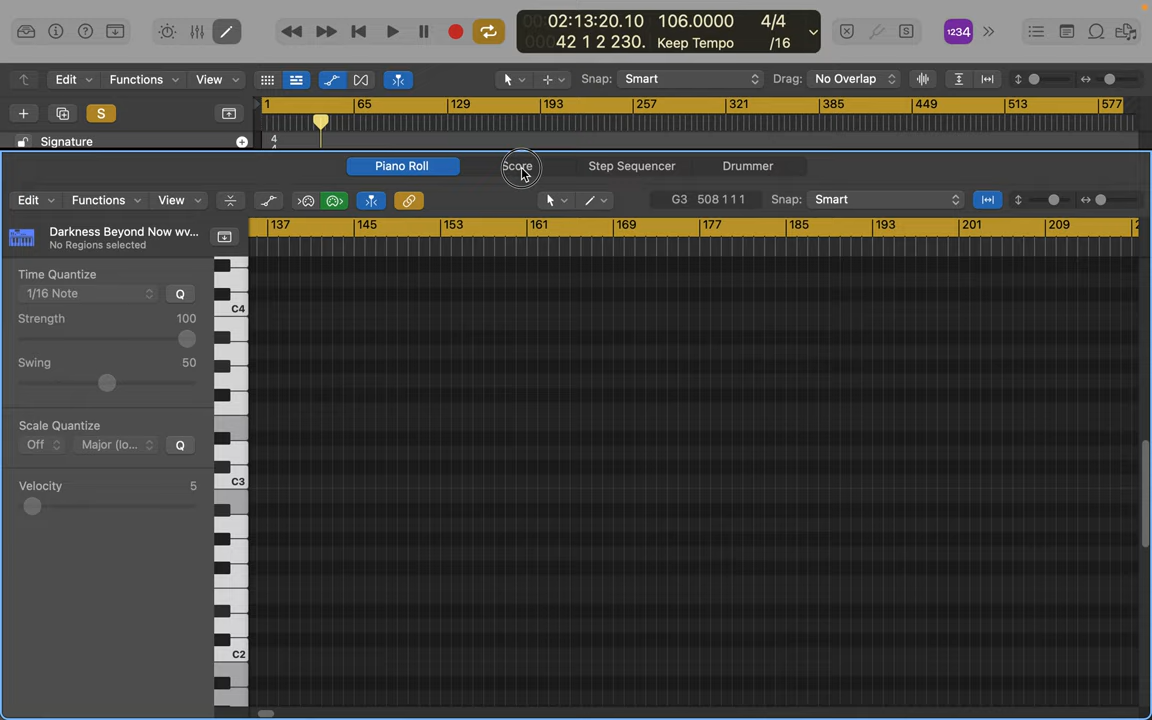 02:13:20.10 106.0000 4/4
42 1 2 230. Keep Tempo /16
1234
Edit Functions View Snap: Smart Drag: No Overlap
S
1 65 129 193 257 321 385 449 513 577
Signature 4
Piano Roll Score Step Sequencer Drummer
Edit Functions View G3 508 1 1 1 Snap: Smart
137 145 153 161 169 177 185 193 201 209 2
Darkness Beyond Now wv...
No Regions selected
Time Quantize
1/16 Note Q
C4
Strength 100
Swing 50
Scale Quantize
Off Major (lo... Q
C3
Velocity 5
C2